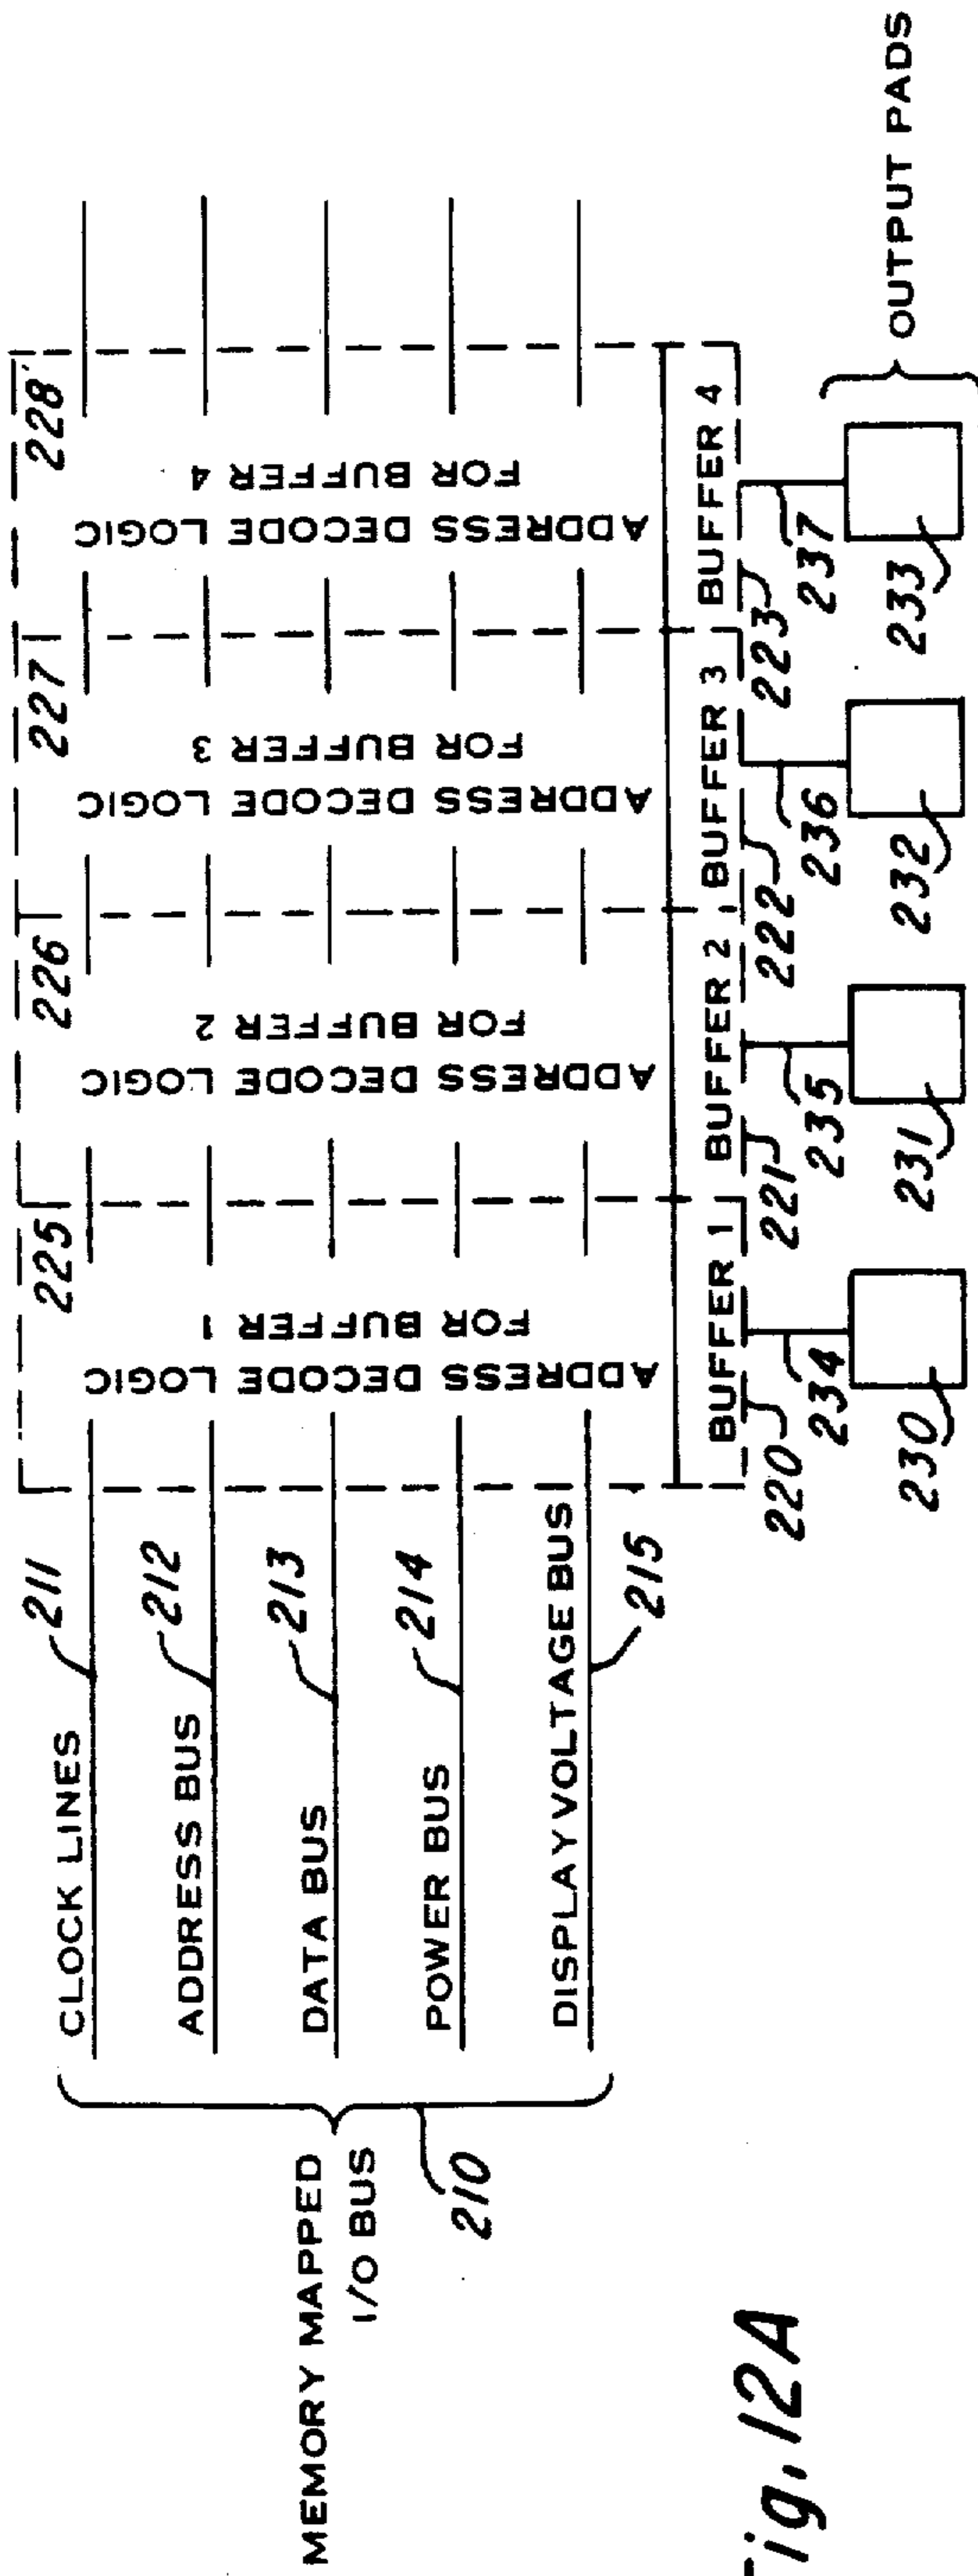 MEMORY MAPPED
I/O BUS
210
CLOCK LINES
211
ADDRESS BUS
212
DATA BUS
213
POWER BUS
214
DISPLAY VOLTAGE BUS
215
225
226
227
228
ADDRESS DECODE LOGIC
FOR BUFFER 1
ADDRESS DECODE LOGIC
FOR BUFFER 2
ADDRESS DECODE LOGIC
FOR BUFFER 3
ADDRESS DECODE LOGIC
FOR BUFFER 4
BUFFER 1
BUFFER 2
BUFFER 3
BUFFER 4
220
221
222
223
234
235
236
237
230
231
232
233
OUTPUT PADS
Fig. 12A